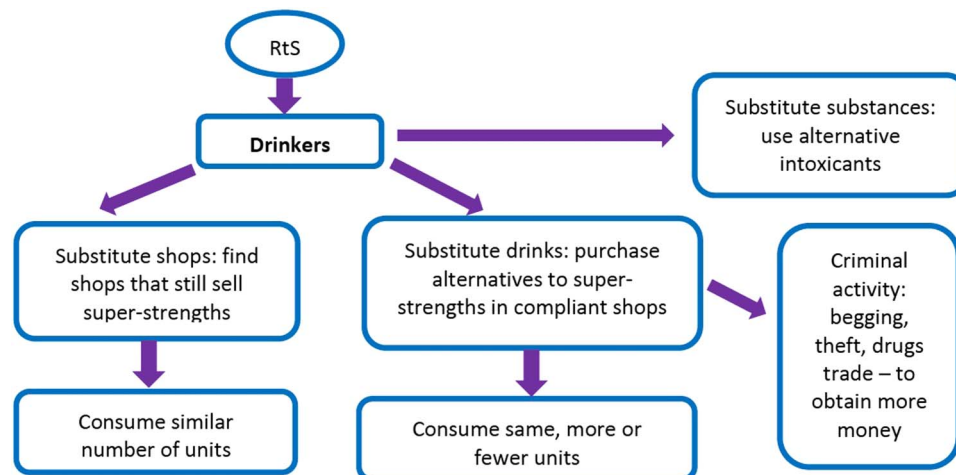 RtS
Drinkers
Substitute substances:
use alternative
intoxicants
Substitute shops: find
shops that still sell
super-strengths
Substitute drinks: purchase
alternatives to super-
strengths in compliant shops
Criminal
activity:
begging,
theft, drugs
trade – to
obtain more
money
Consume similar
number of units
Consume same, more or
fewer units